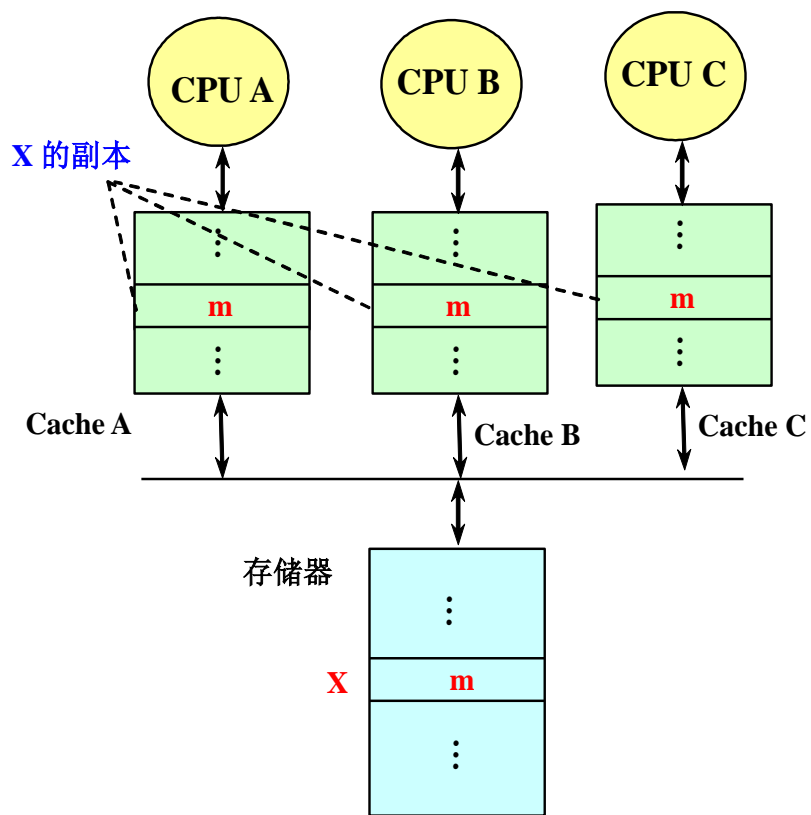 CPU A
CPU B
CPU C
X 的副本
⋮
⋮
⋮
m
m
m
⋮
⋮
⋮
Cache A
Cache B
Cache C
存储器
⋮
X
m
⋮